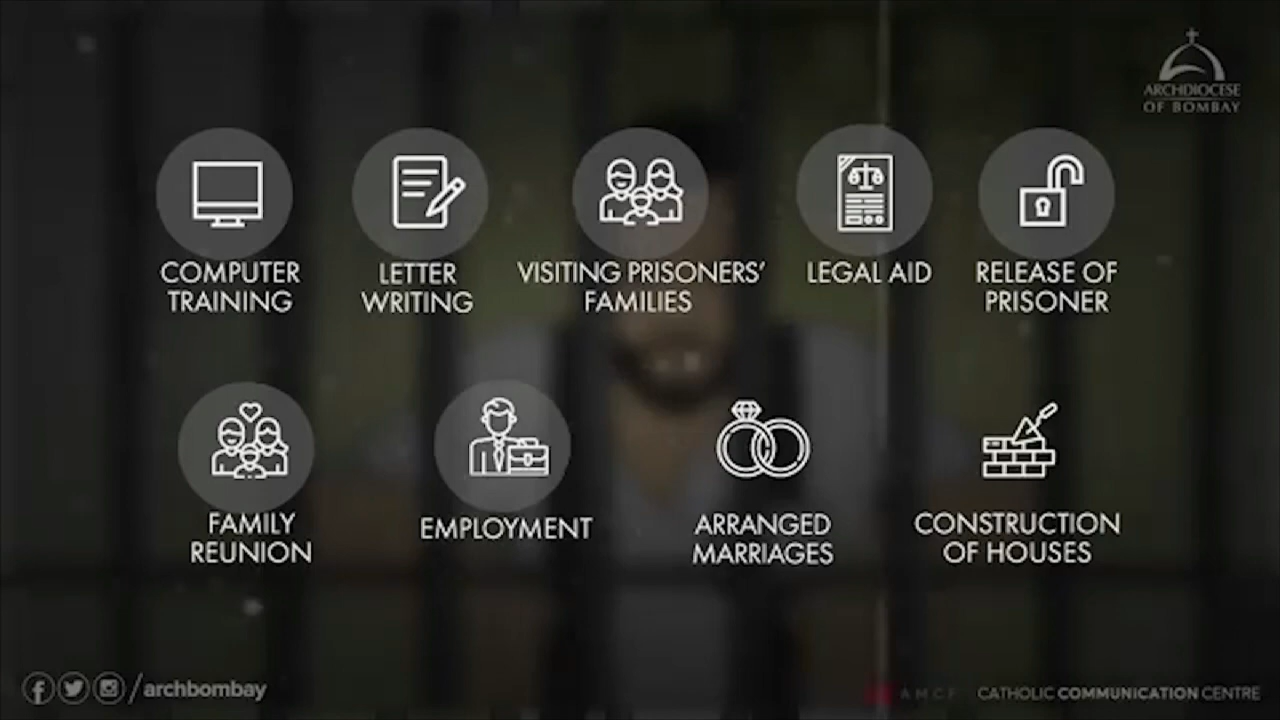 ARCHDIOCESE
OF BOMBAY
COMPUTER
TRAINING
LETTER
WRITING
VISITING PRISONERS'
FAMILIES
LEGAL AID
RELEASE OF
PRISONER
FAMILY
REUNION
EMPLOYMENT
ARRANGED
MARRIAGES
CONSTRUCTION
OF HOUSES
/archbombay
CATHOLIC COMMUNICATION CENTRE